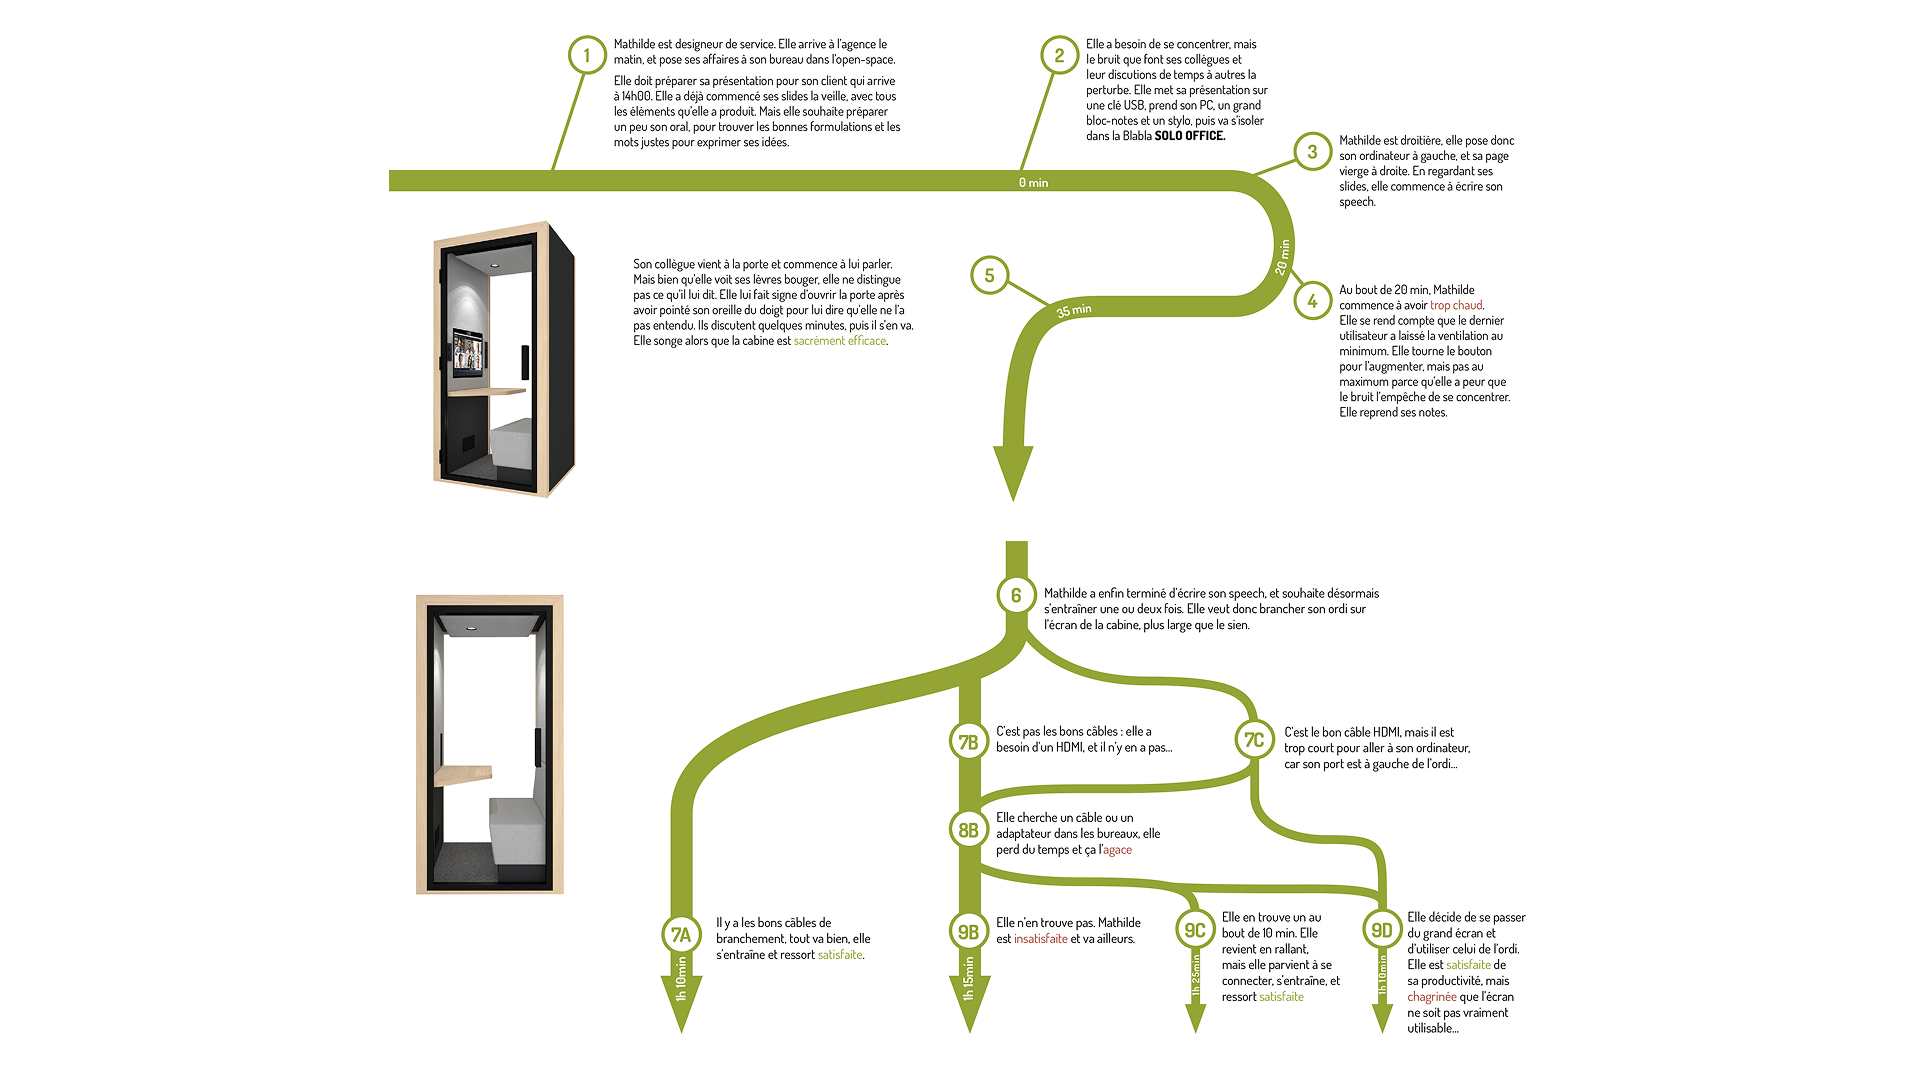 1
Mathilde est designeur de service. Elle arrive à l'agence le
matin, et pose ses affaires à son bureau dans l'open-space.
Elle doit préparer sa présentation pour son client qui arrive
à 14h00. Elle a déjà commencé ses slides la veille, avec tous
les éléments qu'elle a produit. Mais elle souhaite préparer
un peu son oral, pour trouver les bonnes formulations et les
mots justes pour exprimer ses idées.
2
Elle a besoin de se concentrer, mais
le bruit que font ses collègues et
leur discutions de temps à autres la
perturbe. Elle met sa présentation sur
une clé USB, prend son PC, un grand
bloc-notes et un stylo, puis va s'isoler
dans la Blabla SOLO OFFICE.
0 min
3
Mathilde est droitière, elle pose donc
son ordinateur à gauche, et sa page
vierge à droite. En regardant ses
slides, elle commence à écrire son
speech.
20 min
4
Au bout de 20 min, Mathilde
commence à avoir trop chaud.
Elle se rend compte que le dernier
utilisateur a laissé la ventilation au
minimum. Elle tourne le bouton
pour l'augmenter, mais pas au
maximum parce qu'elle a peur que
le bruit l'empêche de se concentrer.
Elle reprend ses notes.
5
35 min
Son collègue vient à la porte et commence à lui parler.
Mais bien qu'elle voit ses lèvres bouger, elle ne distingue
pas ce qu'il lui dit. Elle lui fait signe d'ouvrir la porte après
avoir pointé son oreille du doigt pour lui dire qu'elle ne l'a
pas entendu. Ils discutent quelques minutes, puis il s'en va.
Elle songe alors que la cabine est sacrément efficace.
6
Mathilde a enfin terminé d'écrire son speech, et souhaite désormais
s'entraîner une ou deux fois. Elle veut donc brancher son ordi sur
l'écran de la cabine, plus large que le sien.
7B
C'est pas les bons câbles : elle a
besoin d'un HDMI, et il n'y en a pas...
7C
C'est le bon câble HDMI, mais il est
trop court pour aller à son ordinateur,
car son port est à gauche de l'ordi...
8B
Elle cherche un câble ou un
adaptateur dans les bureaux, elle
perd du temps et ça l'agace
7A
Il y a les bons câbles de
branchement, tout va bien, elle
s'entraîne et ressort satisfaite.
1h 10min
9B
Elle n'en trouve pas. Mathilde
est insatisfaite et va ailleurs.
1h 15min
9C
Elle en trouve un au
bout de 10 min. Elle
revient en rallant,
mais elle parvient à se
connecter, s'entraîne, et
ressort satisfaite
1h 25min
9D
Elle décide de se passer
du grand écran et
d'utiliser celui de l'ordi.
Elle est satisfaite de
sa productivité, mais
chagrinée que l'écran
ne soit pas vraiment
utilisable...
1h 10min